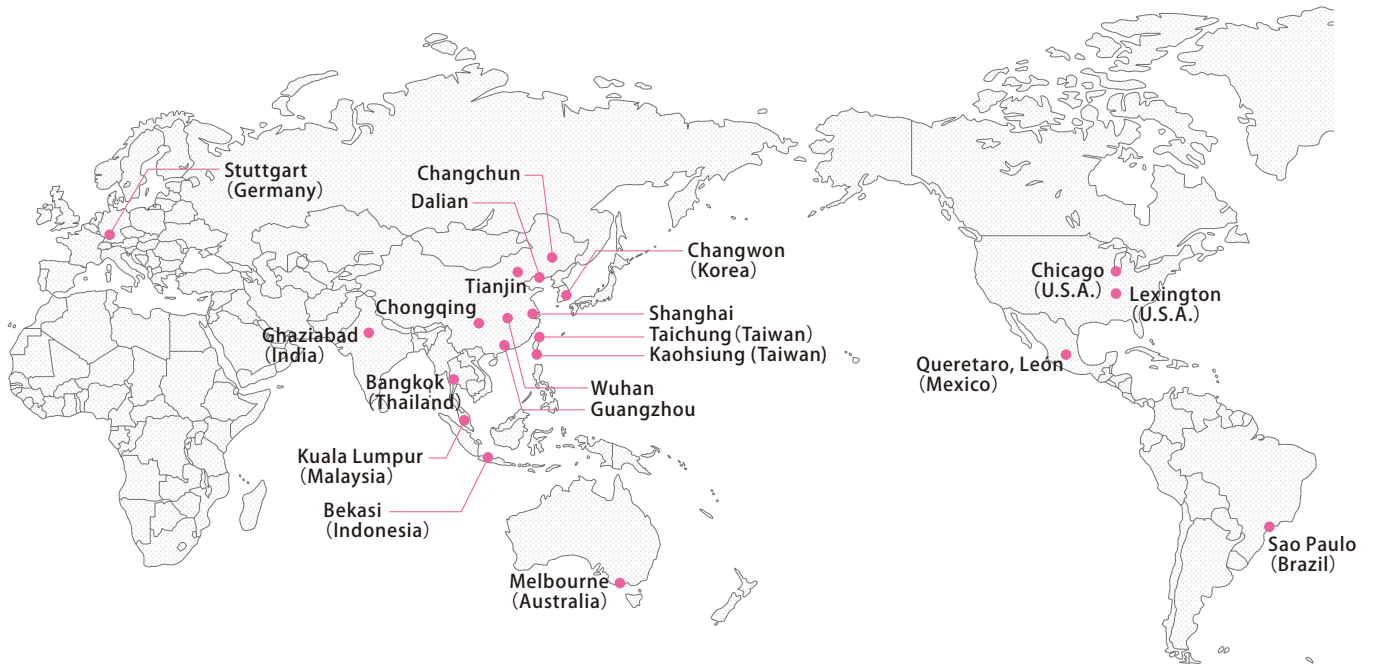 Stuttgart
(Germany)
Changchun
Dalian
Changwon
(Korea)
Tianjin
Chongqing
Shanghai
Taichung (Taiwan)
Kaohsiung (Taiwan)
Ghaziabad
(India)
Bangkok
(Thailand)
Wuhan
Guangzhou
Kuala Lumpur
(Malaysia)
Bekasi
(Indonesia)
Melbourne
(Australia)
Chicago
(U.S.A.)
Lexington
(U.S.A.)
Queretaro, León
(Mexico)
Sao Paulo
(Brazil)